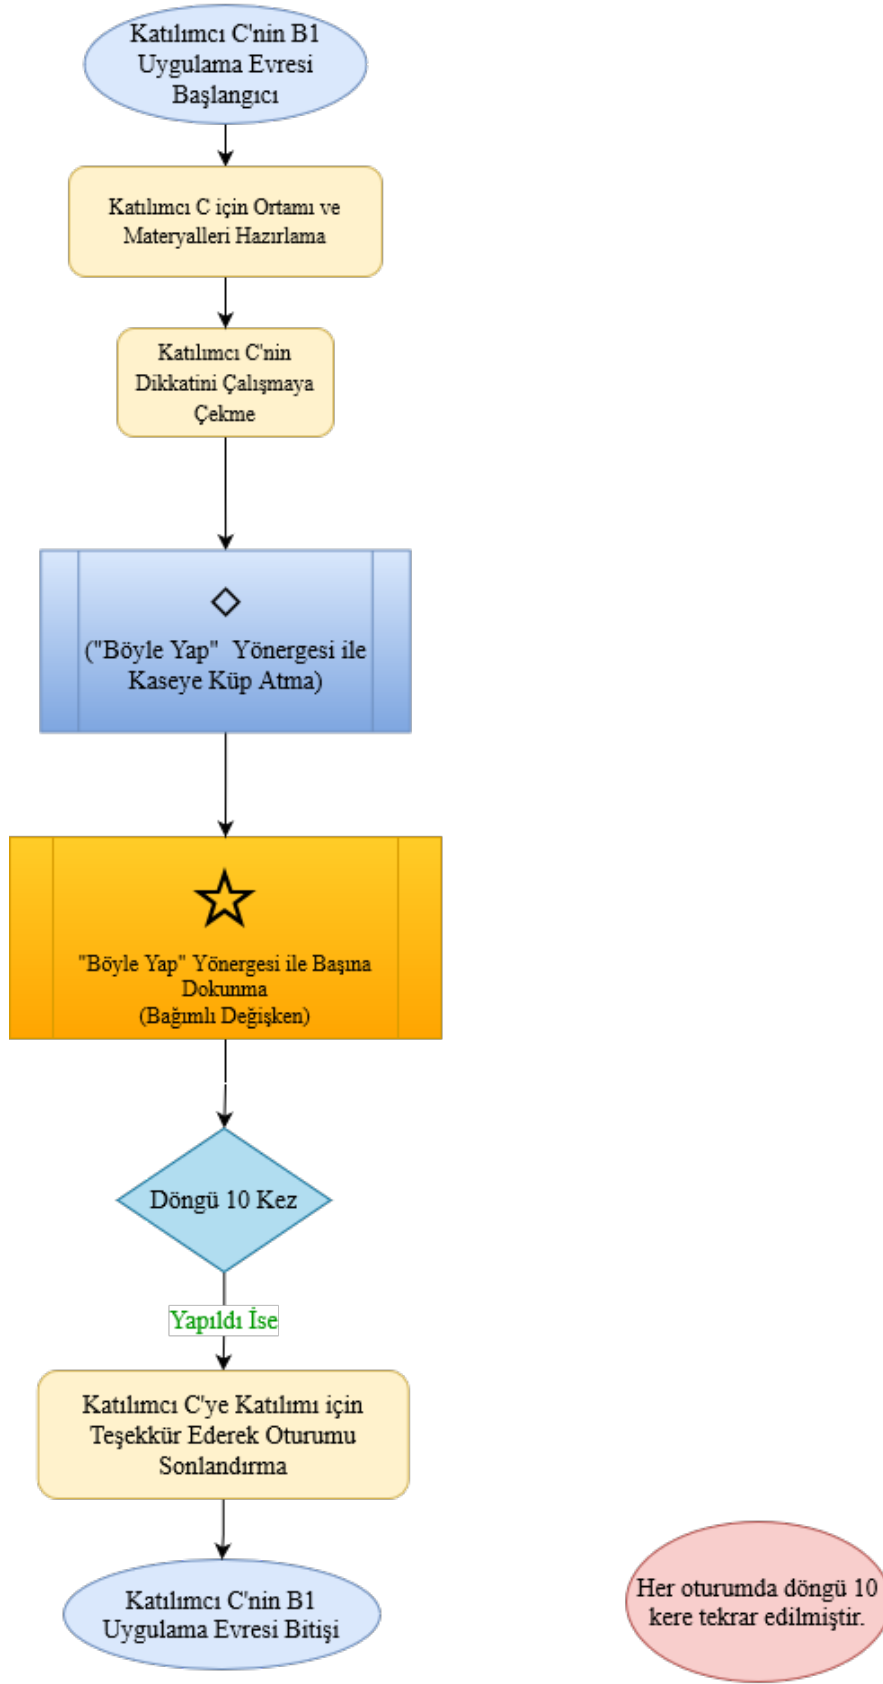 Katılımcı C'nin B1
Uygulama Evresi
Başlangıcı
Katılımcı C için Ortamı ve
Materyalleri Hazırlama
Katılımcı C'nin
Dikkatini Çalışmaya
Çekme
("Böyle Yap" Yönergesi ile
Kaseye Küp Atma)
"Böyle Yap" Yönergesi ile Başına
Dokunma
(Bağımlı Değişken)
Döngü 10 Kez
Yapıldı İse
Katılımcı C'ye Katılımı için
Teşekkür Ederek Oturumu
Sonlandırma
Katılımcı C'nin B1
Uygulama Evresi Bitişi
Her oturumda döngü 10
kere tekrar edilmiştir.